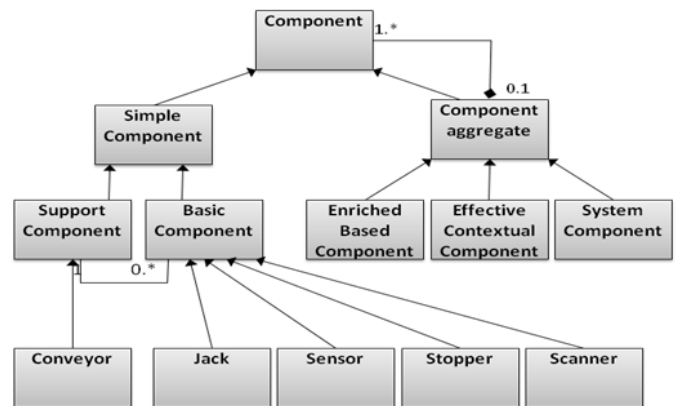 Component
1.*
0.1
Simple
Component
Component
aggregate
Support
Component
Basic
Component
Enriched
Based
Component
Effective
Contextual
Component
System
Component
1
0.*
Conveyor
Jack
Sensor
Stopper
Scanner